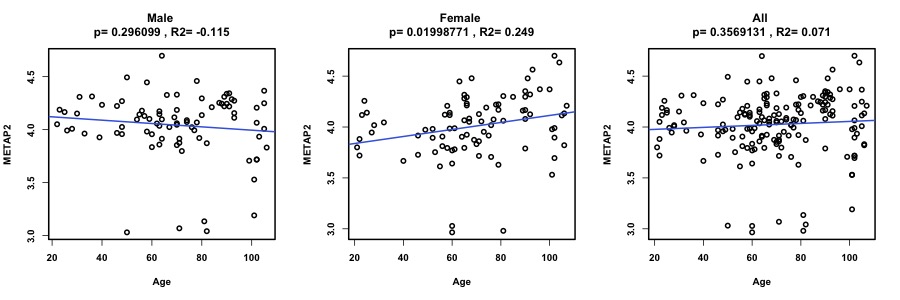 Male
p= 0.296099 , R2= -0.115
METAP2
4.5
4.0
3.5
3.0
20 40 60 80 100
Age
Female
p= 0.01998771 , R2= 0.249
METAP2
4.5
4.0
3.5
3.0
20 40 60 80 100
Age
All
p= 0.3569131 , R2= 0.071
METAP2
4.5
4.0
3.5
3.0
20 40 60 80 100
Age